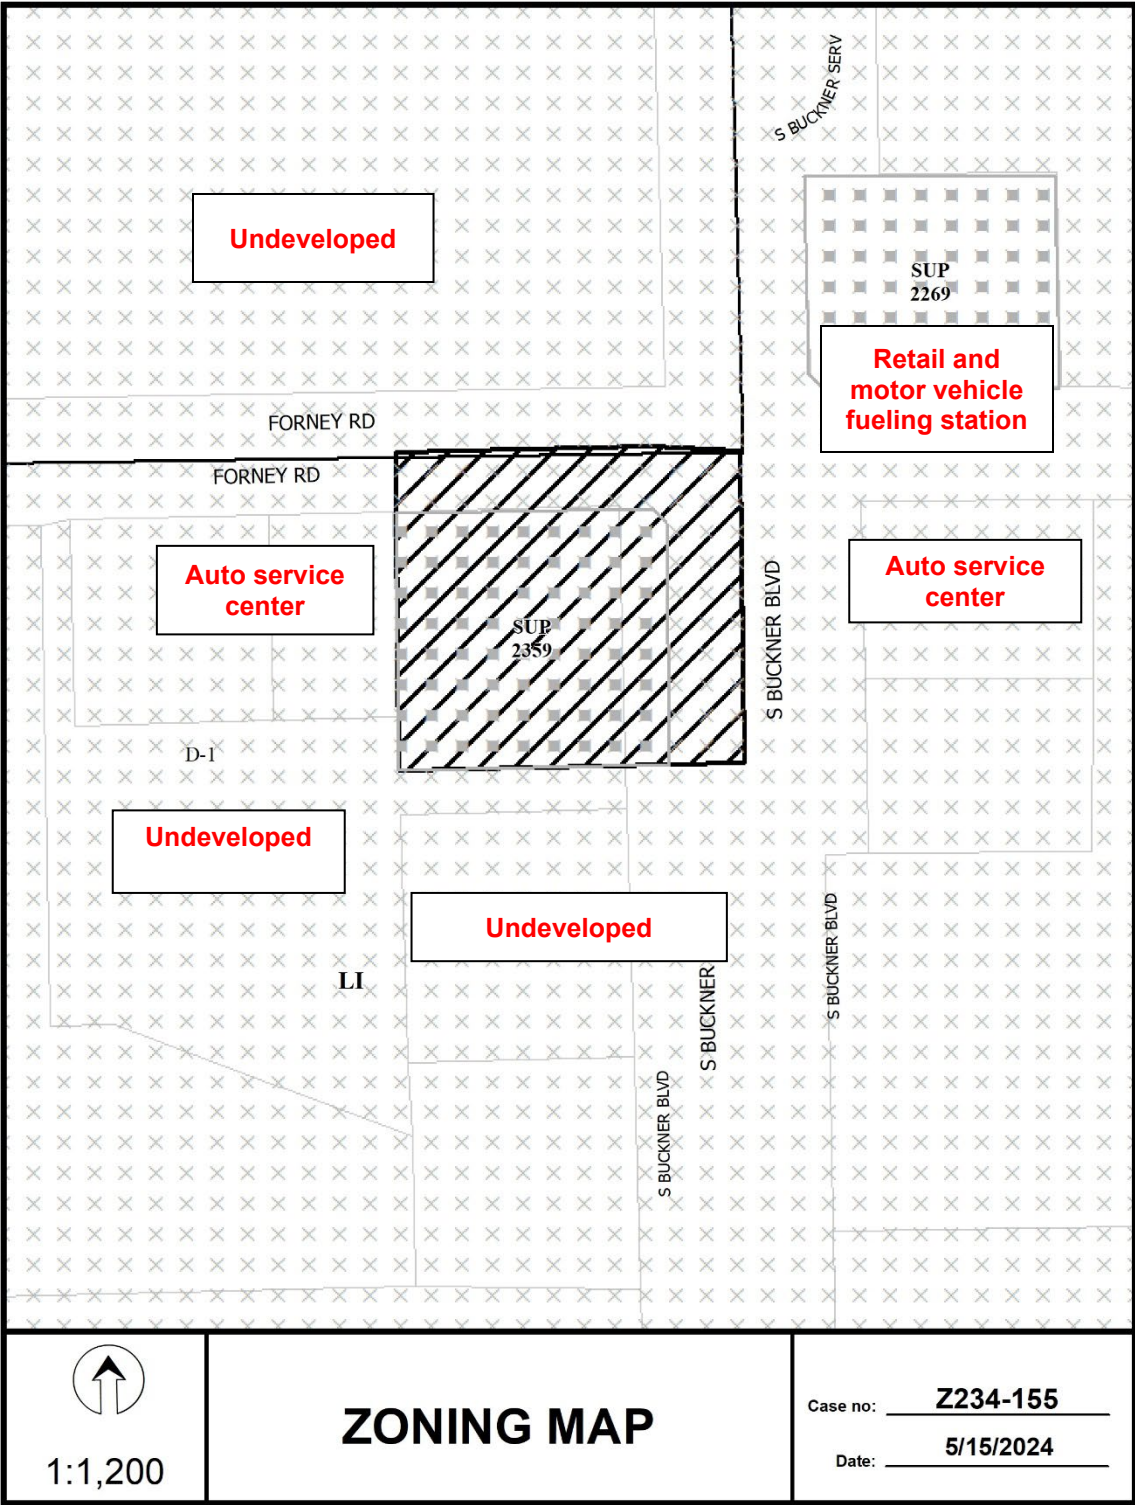 S BUCKNER SERV
Undeveloped
SUP
2269
Retail and
motor vehicle
fueling station
FORNEY RD
FORNEY RD
Auto service
center
Auto service
center
SUP
2359
S BUCKNER BLVD
D-1
Undeveloped
Undeveloped
S BUCKNER BLVD
LI
S BUCKNER
S BUCKNER BLVD
1:1,200
ZONING MAP
Case no: Z234-155
Date: 5/15/2024